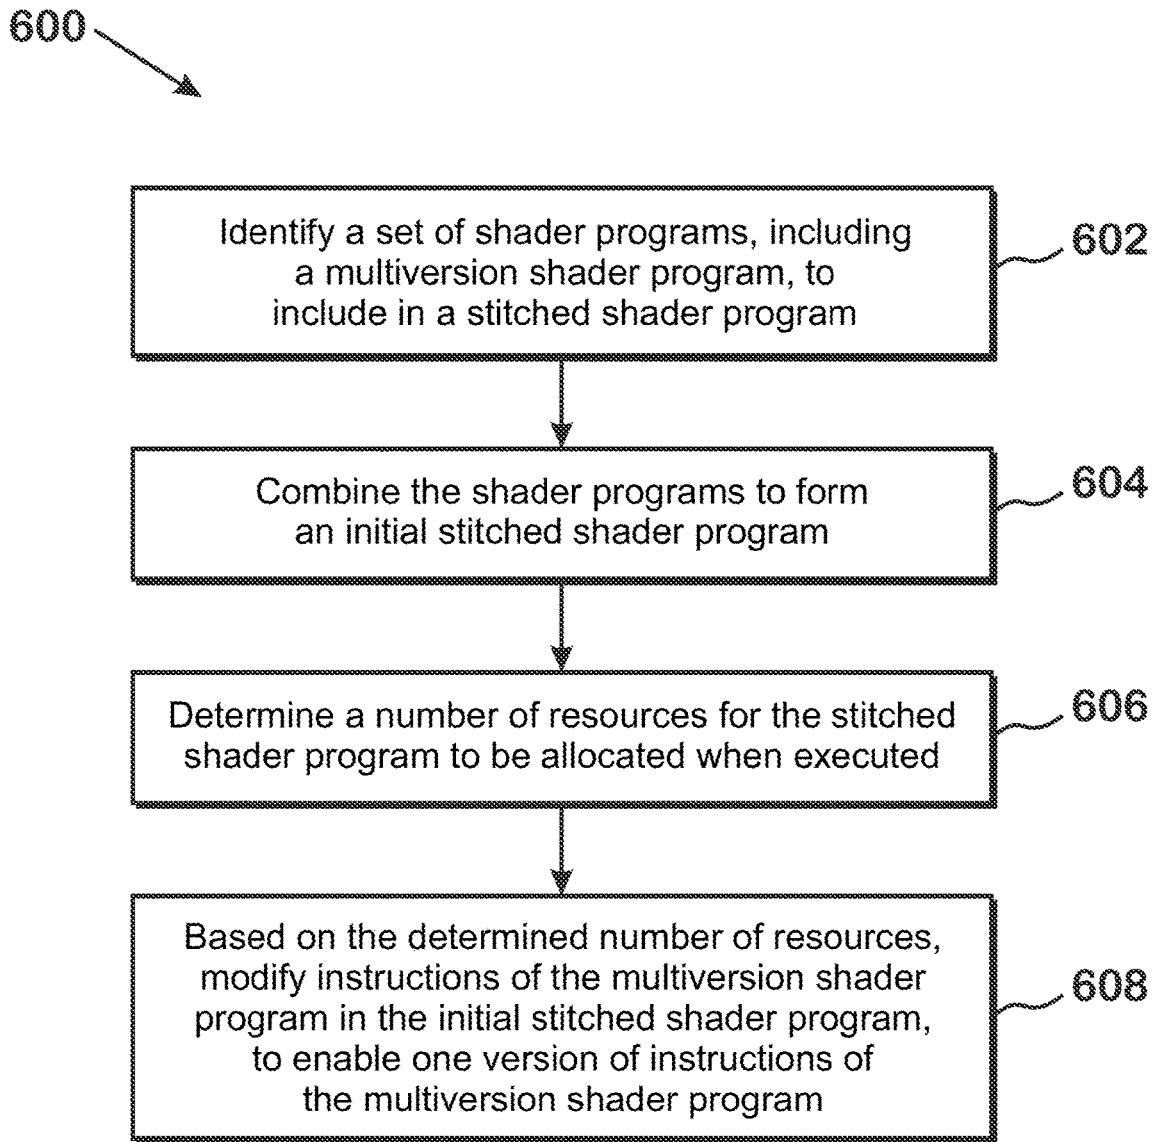 600
Identify a set of shader programs, including
a multiversion shader program, to
include in a stitched shader program
602
Combine the shader programs to form
an initial stitched shader program
604
Determine a number of resources for the stitched
shader program to be allocated when executed
606
Based on the determined number of resources,
modify instructions of the multiversion shader
program in the initial stitched shader program,
to enable one version of instructions of
the multiversion shader program
608